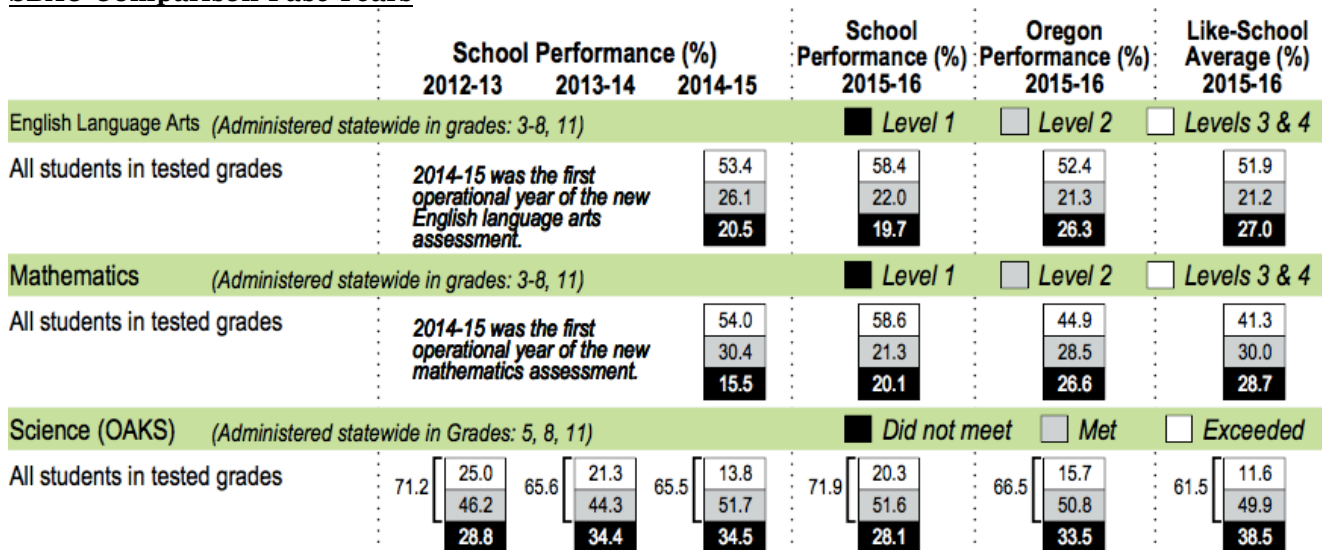 SBAC Comparison Past Years
School Performance (%)
2012-13 2013-14 2014-15
School Performance (%) 2015-16
Oregon Performance (%) 2015-16
Like-School Average (%) 2015-16
English Language Arts (Administered statewide in grades: 3-8, 11) Level 1 Level 2 Levels 3 & 4
All students in tested grades
2014-15 was the first
operational year of the new
English language arts
assessment.
53.4 58.4 52.4 51.9
26.1 22.0 21.3 21.2
20.5 19.7 26.3 27.0
Mathematics (Administered statewide in grades: 3-8, 11) Level 1 Level 2 Levels 3 & 4
All students in tested grades
2014-15 was the first
operational year of the new
mathematics assessment.
54.0 58.6 44.9 41.3
30.4 21.3 28.5 30.0
15.5 20.1 26.6 28.7
Science (OAKS) (Administered statewide in Grades: 5, 8, 11) Did not meet Met Exceeded
All students in tested grades
71.2 65.6 65.5 71.9 66.5 61.5
25.0 21.3 13.8 20.3 15.7 11.6
46.2 44.3 51.7 51.6 50.8 49.9
28.8 34.4 34.5 28.1 33.5 38.5